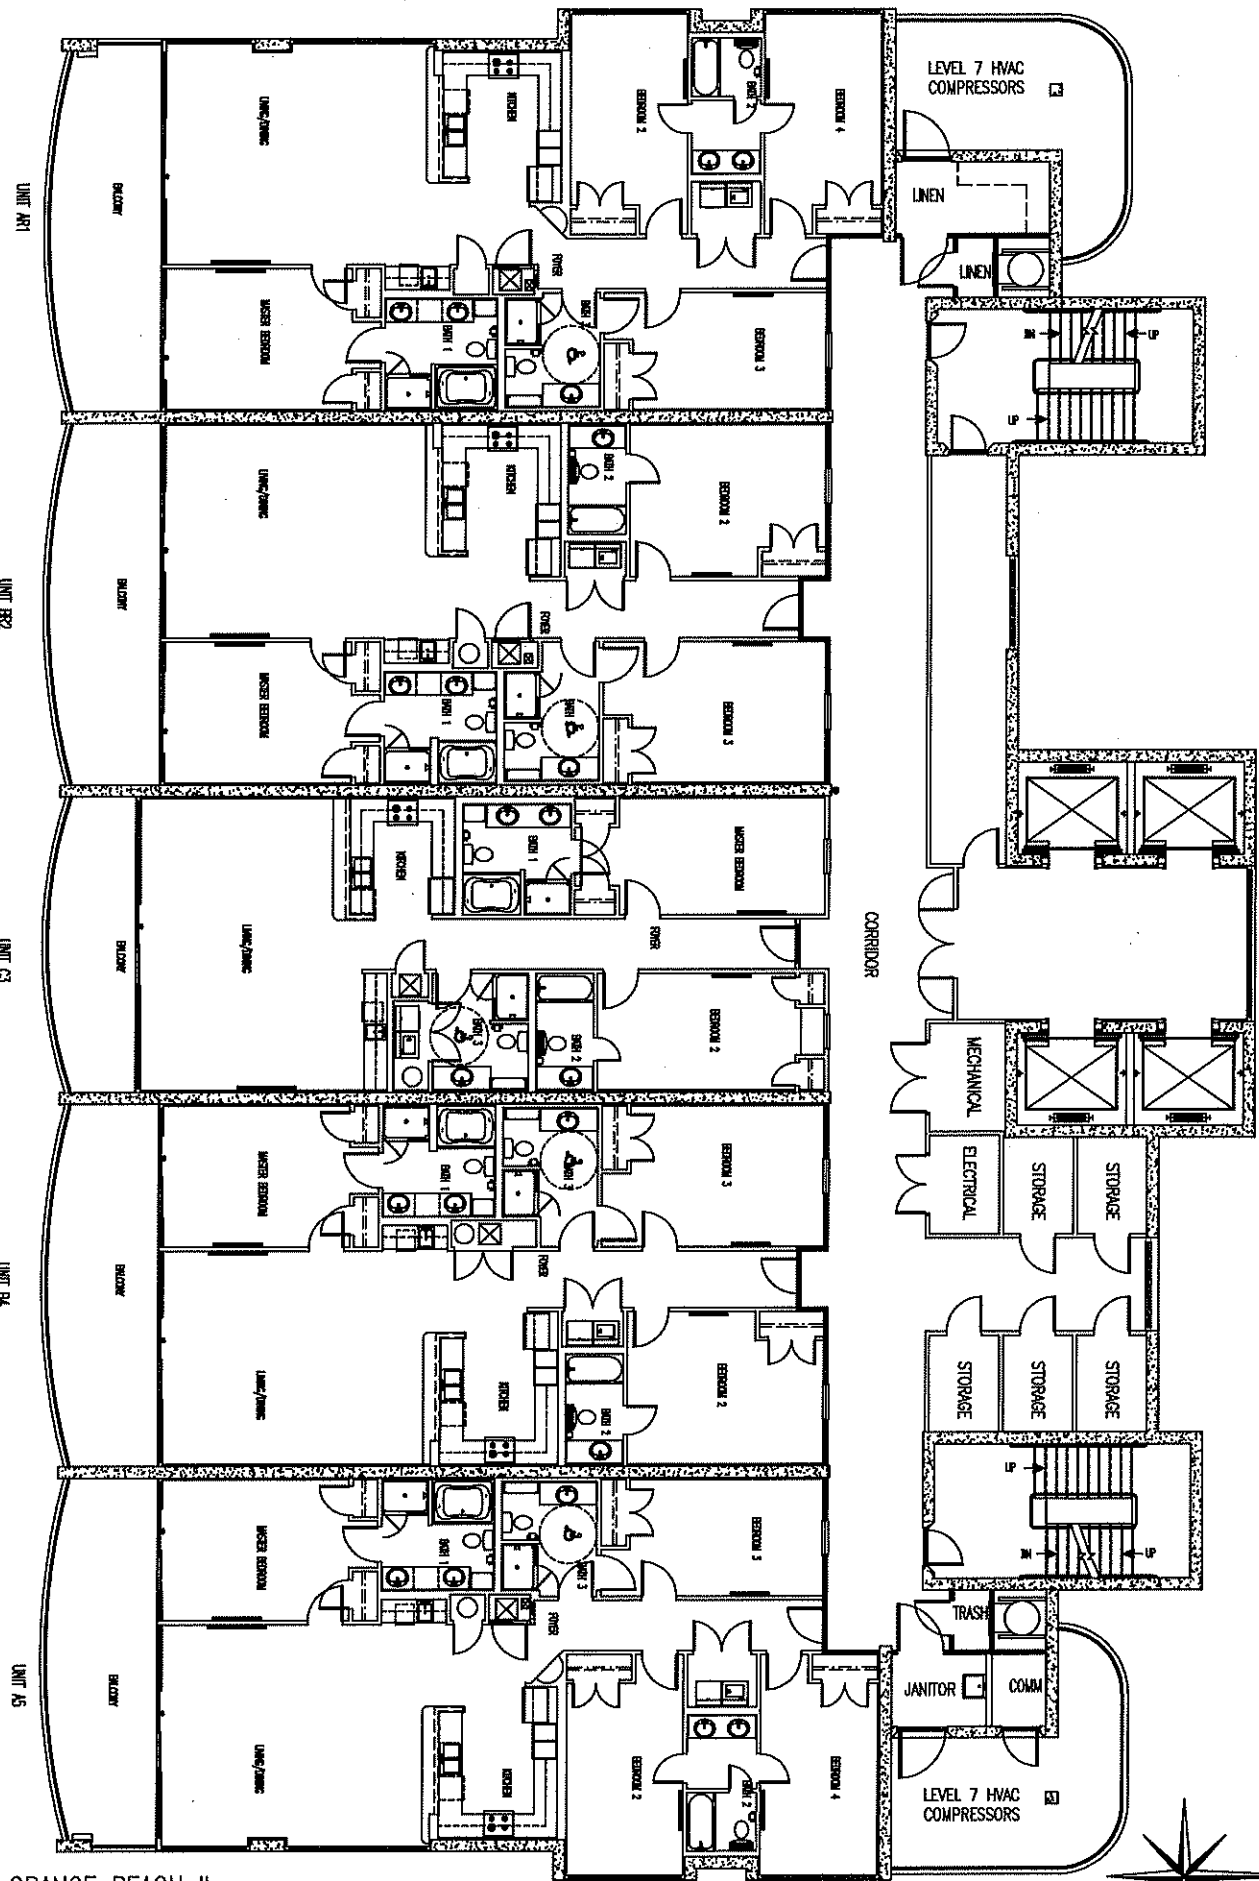 LEVEL 7 HVAC
COMPRESSORS
BEDROOM 2
BATH 2
BEDROOM 4
KITCHEN
LIVING/DINING
BALCONY
UNIT AR1
LINEN
LINEN
FOYER
MASTER BEDROOM
BATH 1
BATH 3
BEDROOM 3
DN
UP
UP
LIVING/DINING
KITCHEN
BATH 2
BEDROOM 2
BALCONY
FOYER
MASTER BEDROOM
BATH 1
BATH 3
BEDROOM 3
KITCHEN
BATH 1
MASTER BEDROOM
LIVING/DINING
BALCONY
UNIT C3
FOYER
CORRIDOR
BATH 3
BATH 2
BEDROOM 2
MECHANICAL
ELECTRICAL
STORAGE
STORAGE
MASTER BEDROOM
BATH 1
BATH 3
BEDROOM 3
BALCONY
UNIT B4
FOYER
LIVING/DINING
KITCHEN
BATH 2
BEDROOM 2
STORAGE
STORAGE
STORAGE
UP
DN
UP
MASTER BEDROOM
BATH 1
BATH 3
BEDROOM 3
FOYER
TRASH
JANITOR
COMM
BALCONY
UNIT A5
LIVING/DINING
KITCHEN
BEDROOM 2
BATH 2
BEDROOM 4
LEVEL 7 HVAC
COMPRESSORS
ORANGE BEACH II